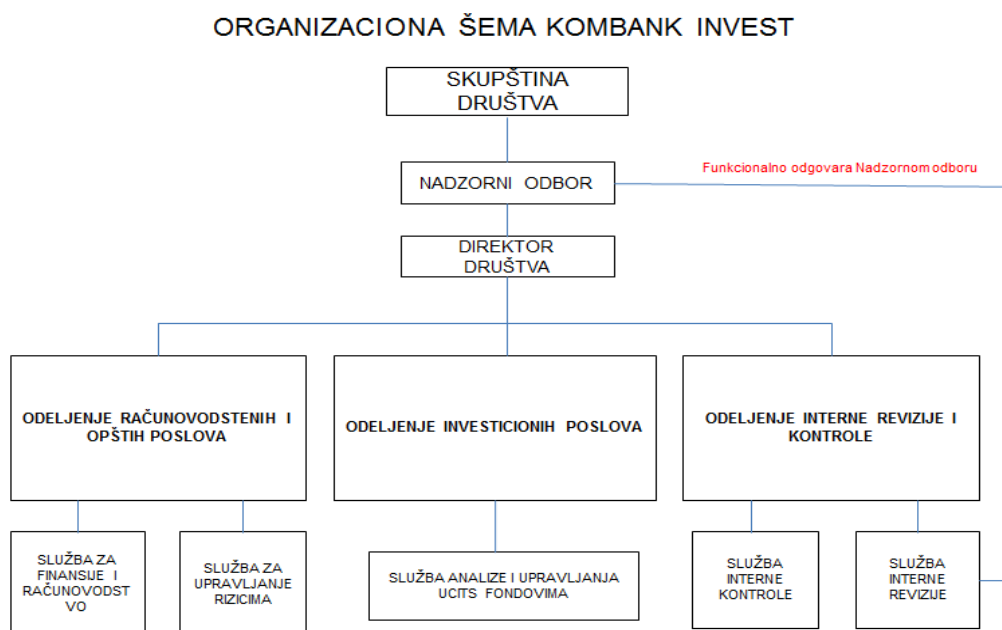 ORGANIZACIONA ŠEMA KOMBANK INVEST
SKUPŠTINA
DRUŠTVA
Funkcionalno odgovara Nadzornom odboru
NADZORNI ODBOR
DIREKTOR
DRUŠTVA
ODELJENJE RAČUNOVODSTENIH I
OPŠTIH POSLOVA
ODELJENJE INVESTICIONIH POSLOVA
ODELJENJE INTERNE REVIZIJE I
KONTROLE
SLUŽBA ZA
FINANSIJE I
RAČUNOVODST
VO
SLUŽBA ZA
UPRAVLJANJE
RIZICIMA
SLUŽBA ANALIZE I UPRAVLJANJA
UCITS FONDOVIMA
SLUŽBA
INTERNE
KONTROLE
SLUŽBA
INTERNE
REVIZIJE